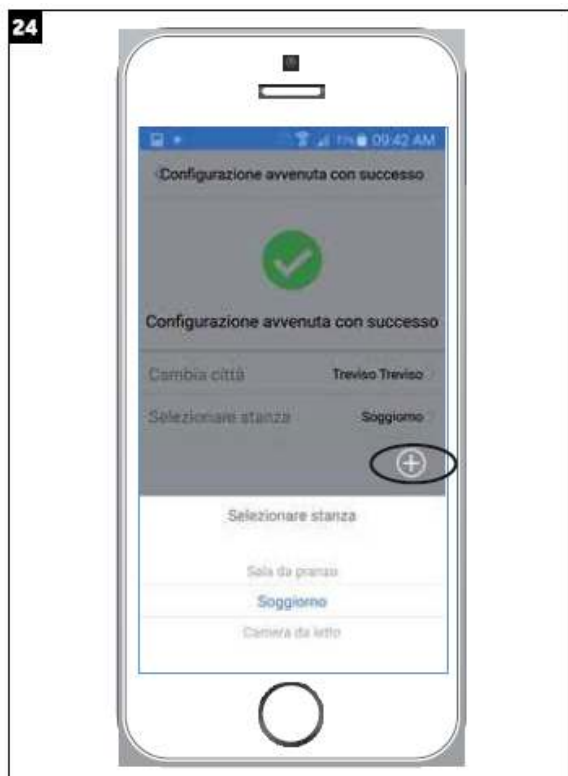 24
09:42 AM
Configurazione avvenuta con successo
Configurazione avvenuta con successo
Cambia città Treviso Treviso
Selezionare stanza Soggiorno
Selezionare stanza
Sala da pranzo
Soggiorno
Camera da letto